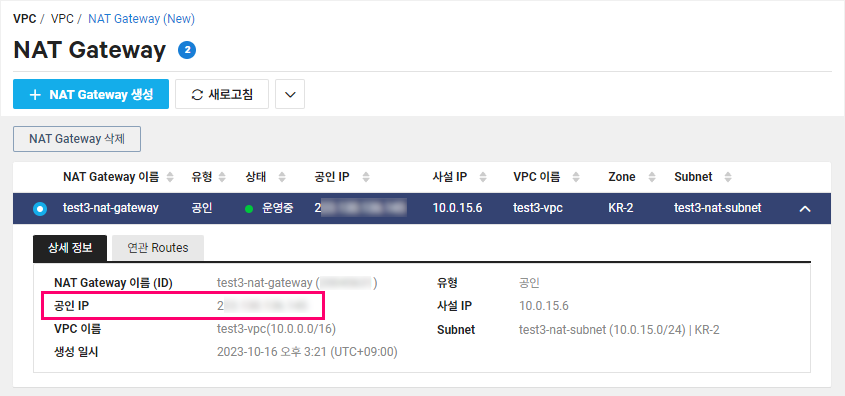 VPC / VPC / NAT Gateway (New)
NAT Gateway 2
+ NAT Gateway 생성 새로고침
NAT Gateway 삭제
NAT Gateway 이름 유형 상태 공인 IP 사설 IP VPC 이름 Zone Subnet
test3-nat-gateway 공인 운영중 2 10.0.15.6 test3-vpc KR-2 test3-nat-subnet
상세 정보 연관 Routes
NAT Gateway 이름 (ID) test3-nat-gateway ( ) 유형 공인
공인 IP 2 사설 IP 10.0.15.6
VPC 이름 test3-vpc(10.0.0.0/16) Subnet test3-nat-subnet (10.0.15.0/24) | KR-2
생성 일시 2023-10-16 오후 3:21 (UTC+09:00)